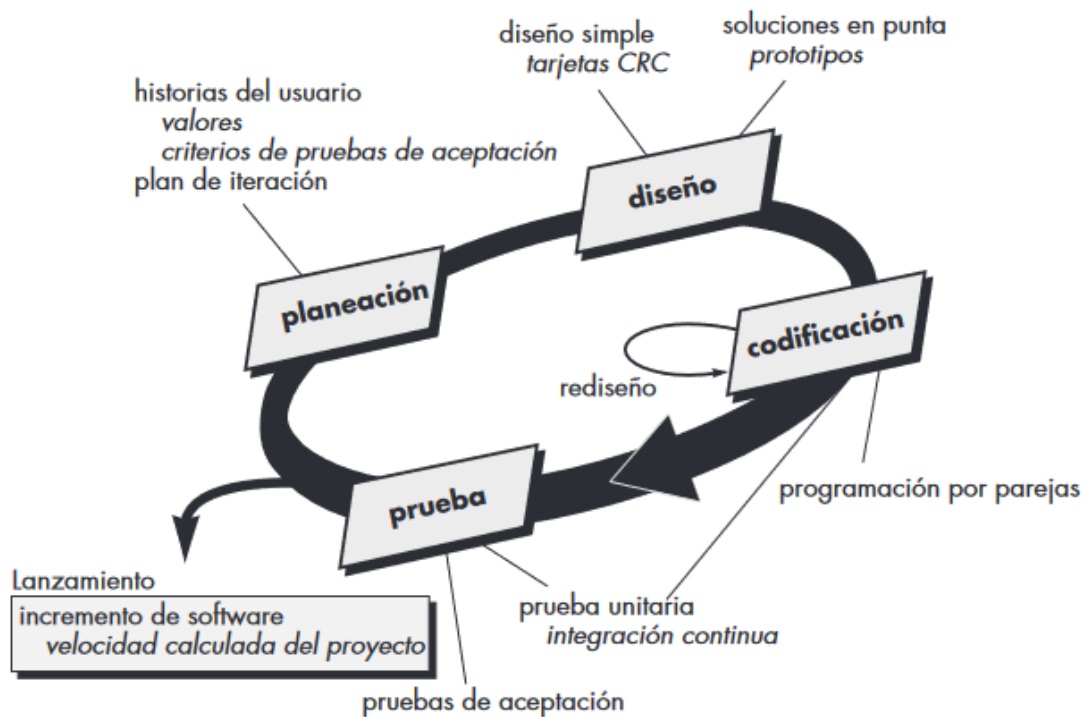 diseño simple
tarjetas CRC
soluciones en punta
prototipos
historias del usuario
valores
criterios de pruebas de aceptación
plan de iteración
diseño
planeación
codificación
rediseño
prueba
programación por parejas
Lanzamiento
incremento de software
velocidad calculada del proyecto
prueba unitaria
integración continua
pruebas de aceptación